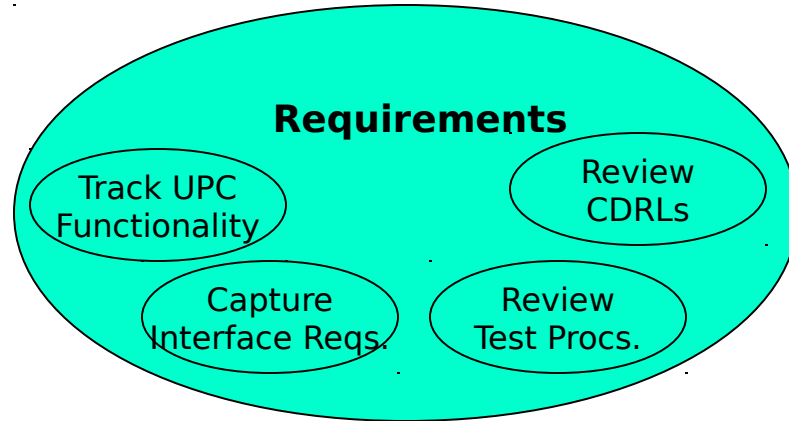 Requirements
Track UPC
Functionality
Review
CDRLs
Capture
Interface Reqs.
Review
Test Procs.